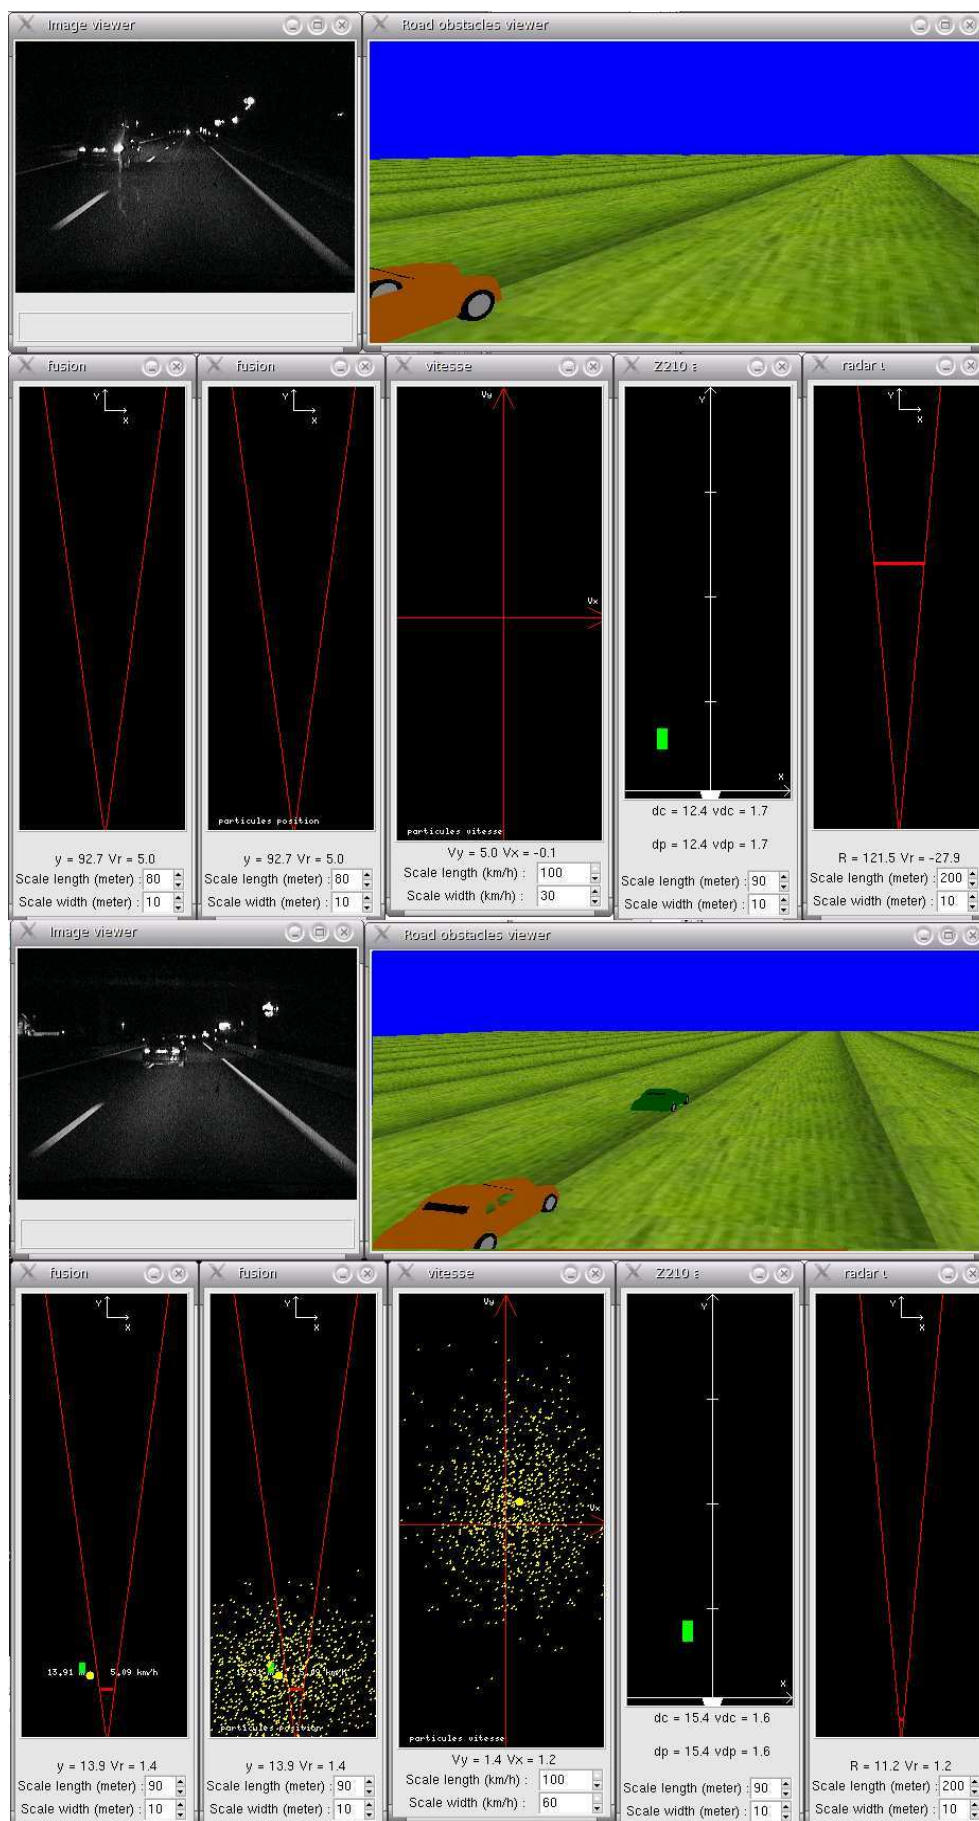 Image viewer
Road obstacles viewer
fusion
fusion
vitesse
Z210 ε
radar ι
Y
X
Y
X
Vy
Vx
Y
X
Y
X
particules position
particules vitesse
dc = 12.4 vdc = 1.7
dp = 12.4 vdp = 1.7
y = 92.7 Vr = 5.0
y = 92.7 Vr = 5.0
Vy = 5.0 Vx = -0.1
R = 121.5 Vr = -27.9
Scale length (meter) : 80
Scale length (meter) : 80
Scale length (km/h) : 100
Scale length (meter) : 90
Scale length (meter) : 200
Scale width (meter) : 10
Scale width (meter) : 10
Scale width (km/h) : 30
Scale width (meter) : 10
Scale width (meter) : 10
Image viewer
Road obstacles viewer
fusion
fusion
vitesse
Z210 ε
radar ι
Y
X
Y
X
Vy
Vx
Y
X
Y
X
13.91 m 5.09 km/h
particules position
particules vitesse
dc = 15.4 vdc = 1.6
dp = 15.4 vdp = 1.6
y = 13.9 Vr = 1.4
y = 13.9 Vr = 1.4
Vy = 1.4 Vx = 1.2
R = 11.2 Vr = 1.2
Scale length (meter) : 90
Scale length (meter) : 90
Scale length (km/h) : 100
Scale length (meter) : 90
Scale length (meter) : 200
Scale width (meter) : 10
Scale width (meter) : 10
Scale width (km/h) : 60
Scale width (meter) : 10
Scale width (meter) : 10